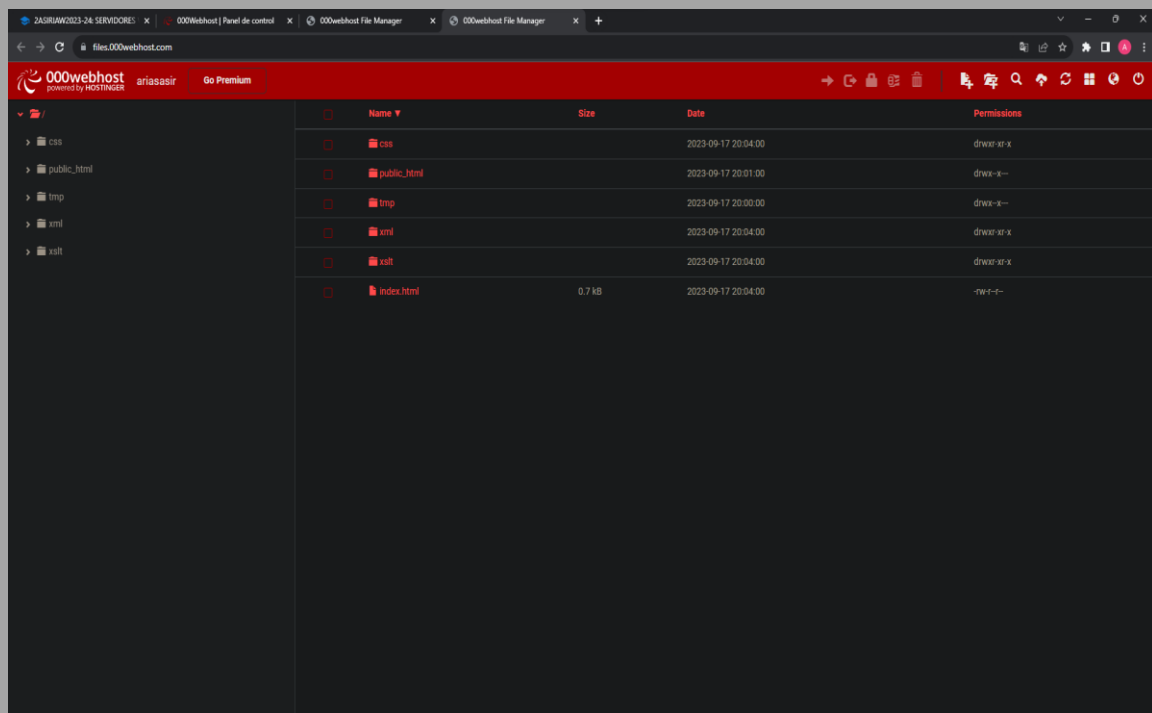 2ASIRIAW2023-24: SERVIDORES
000Webhost | Panel de control
000webhost File Manager
000webhost File Manager
files.000webhost.com
A
000webhost
powered by HOSTINGER
ariasasir
Go Premium
/
Name ▼ Size Date Permissions
css
public_html
tmp
xml
xslt
css 2023-09-17 20:04:00 drwxr-xr-x
public_html 2023-09-17 20:01:00 drwx--x---
tmp 2023-09-17 20:00:00 drwx--x---
xml 2023-09-17 20:04:00 drwxr-xr-x
xslt 2023-09-17 20:04:00 drwxr-xr-x
index.html 0.7 kB 2023-09-17 20:04:00 -rw-r--r--